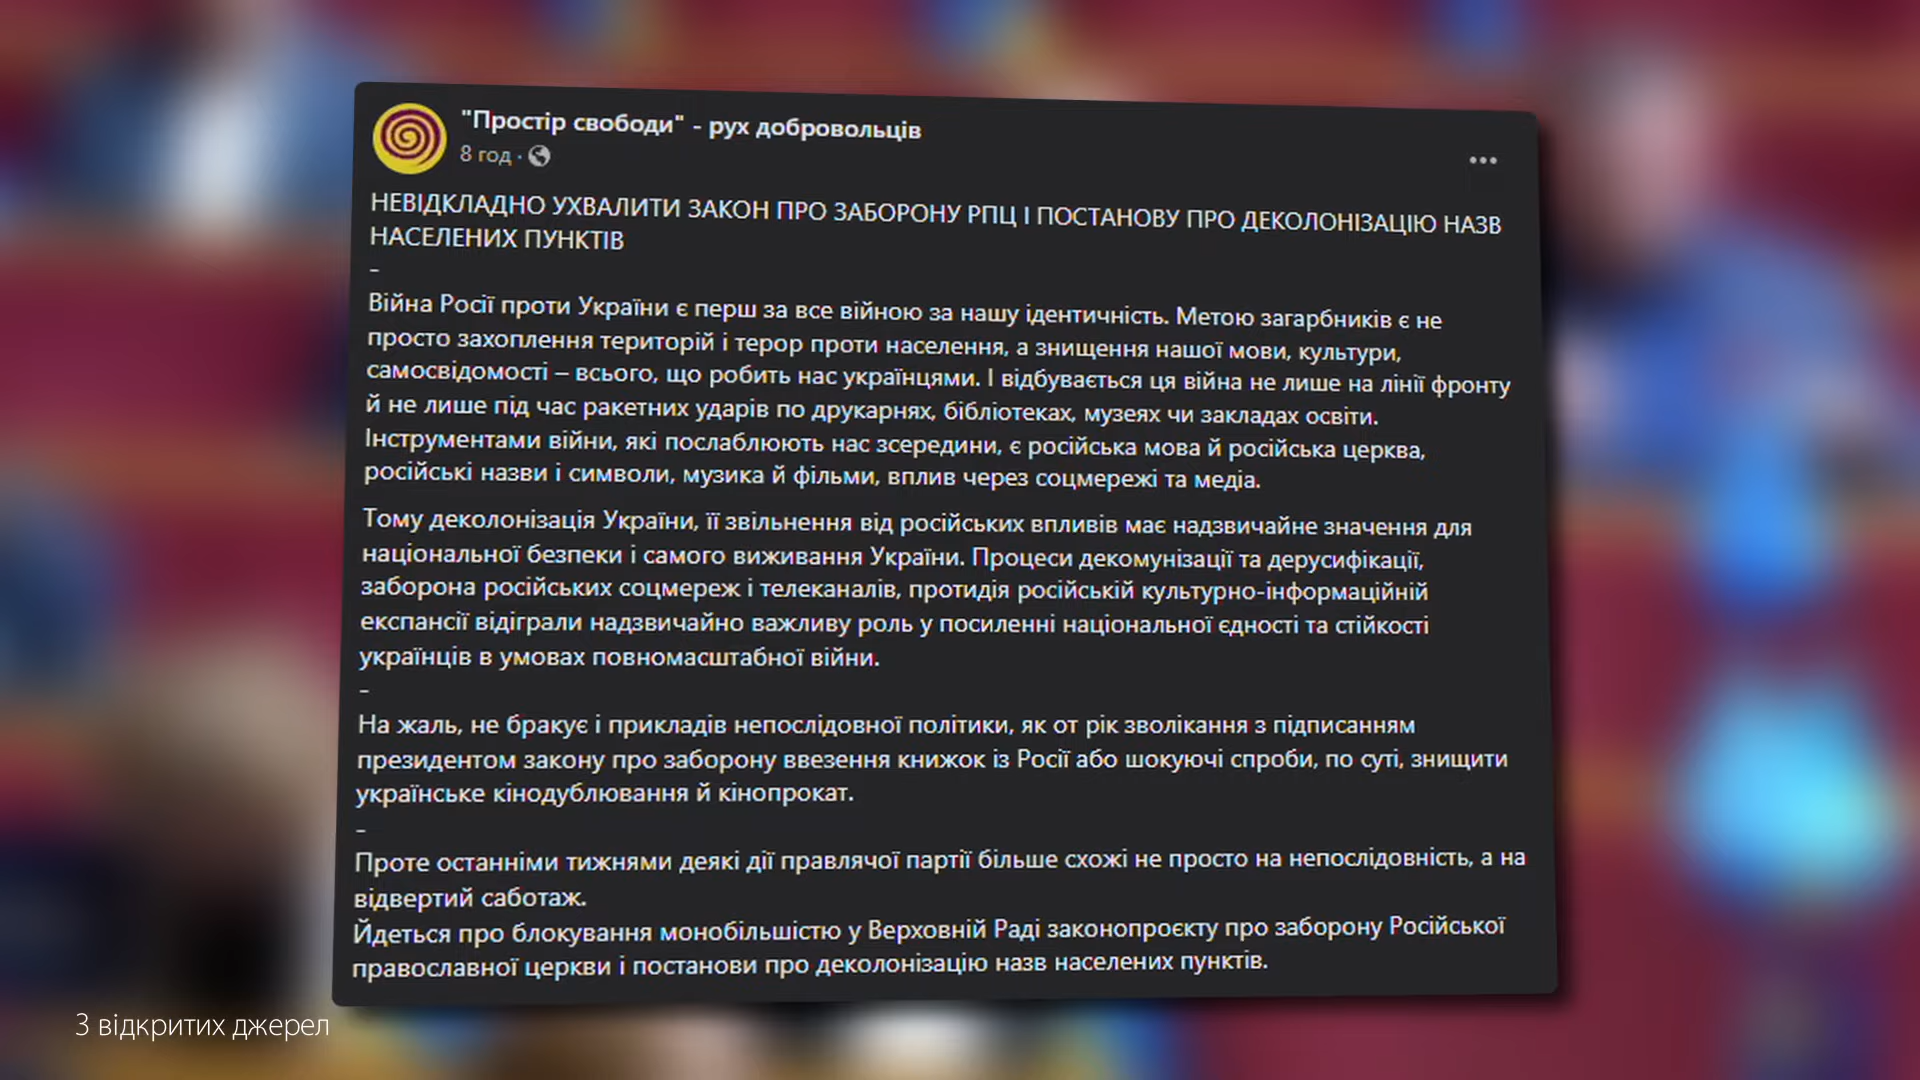 "Простір свободи" - рух добровольців
8 год ·
НЕВІДКЛАДНО УХВАЛИТИ ЗАКОН ПРО ЗАБОРОНУ РПЦ І ПОСТАНОВУ ПРО ДЕКОЛОНІЗАЦІЮ НАЗВ
НАСЕЛЕНИХ ПУНКТІВ
-
Війна Росії проти України є перш за все війною за нашу ідентичність. Метою загарбників є не
просто захоплення територій і терор проти населення, а знищення нашої мови, культури,
самосвідомості – всього, що робить нас українцями. І відбувається ця війна не лише на лінії фронту
й не лише під час ракетних ударів по друкарнях, бібліотеках, музеях чи закладах освіти.
Інструментами війни, які послаблюють нас зсередини, є російська мова й російська церква,
російські назви і символи, музика й фільми, вплив через соцмережі та медіа.
Тому деколонізація України, її звільнення від російських впливів має надзвичайне значення для
національної безпеки і самого виживання України. Процеси декомунізації та дерусифікації,
заборона російських соцмереж і телеканалів, протидія російській культурно-інформаційній
експансії відіграли надзвичайно важливу роль у посиленні національної єдності та стійкості
українців в умовах повномасштабної війни.
-
На жаль, не бракує і прикладів непослідовної політики, як от рік зволікання з підписанням
президентом закону про заборону ввезення книжок із Росії або шокуючі спроби, по суті, знищити
українське кінодублювання й кінопрокат.
-
Проте останніми тижнями деякі дії правлячої партії більше схожі не просто на непослідовність, а на
відвертий саботаж.
Йдеться про блокування монобільшістю у Верховній Раді законопроєкту про заборону Російської
православної церкви і постанови про деколонізацію назв населених пунктів.
З відкритих джерел